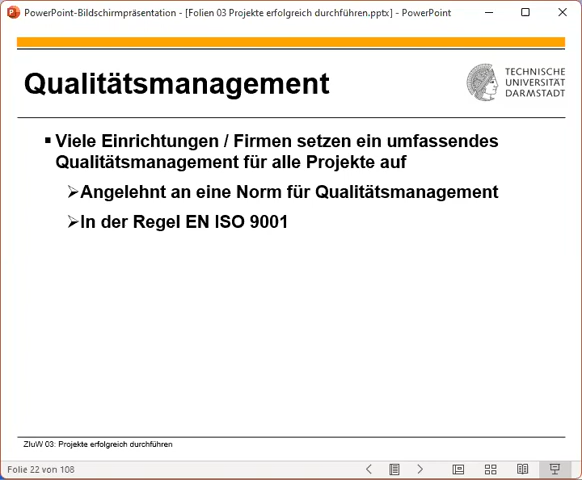 PowerPoint-Bildschirmpräsentation - [Folien 03 Projekte erfolgreich durchführen.pptx] - PowerPoint
Qualitätsmanagement
TECHNISCHE
UNIVERSITÄT
DARMSTADT
▪ Viele Einrichtungen / Firmen setzen ein umfassendes
Qualitätsmanagement für alle Projekte auf
➢Angelehnt an eine Norm für Qualitätsmanagement
➢In der Regel EN ISO 9001
ZIuW 03: Projekte erfolgreich durchführen
Folie 22 von 108